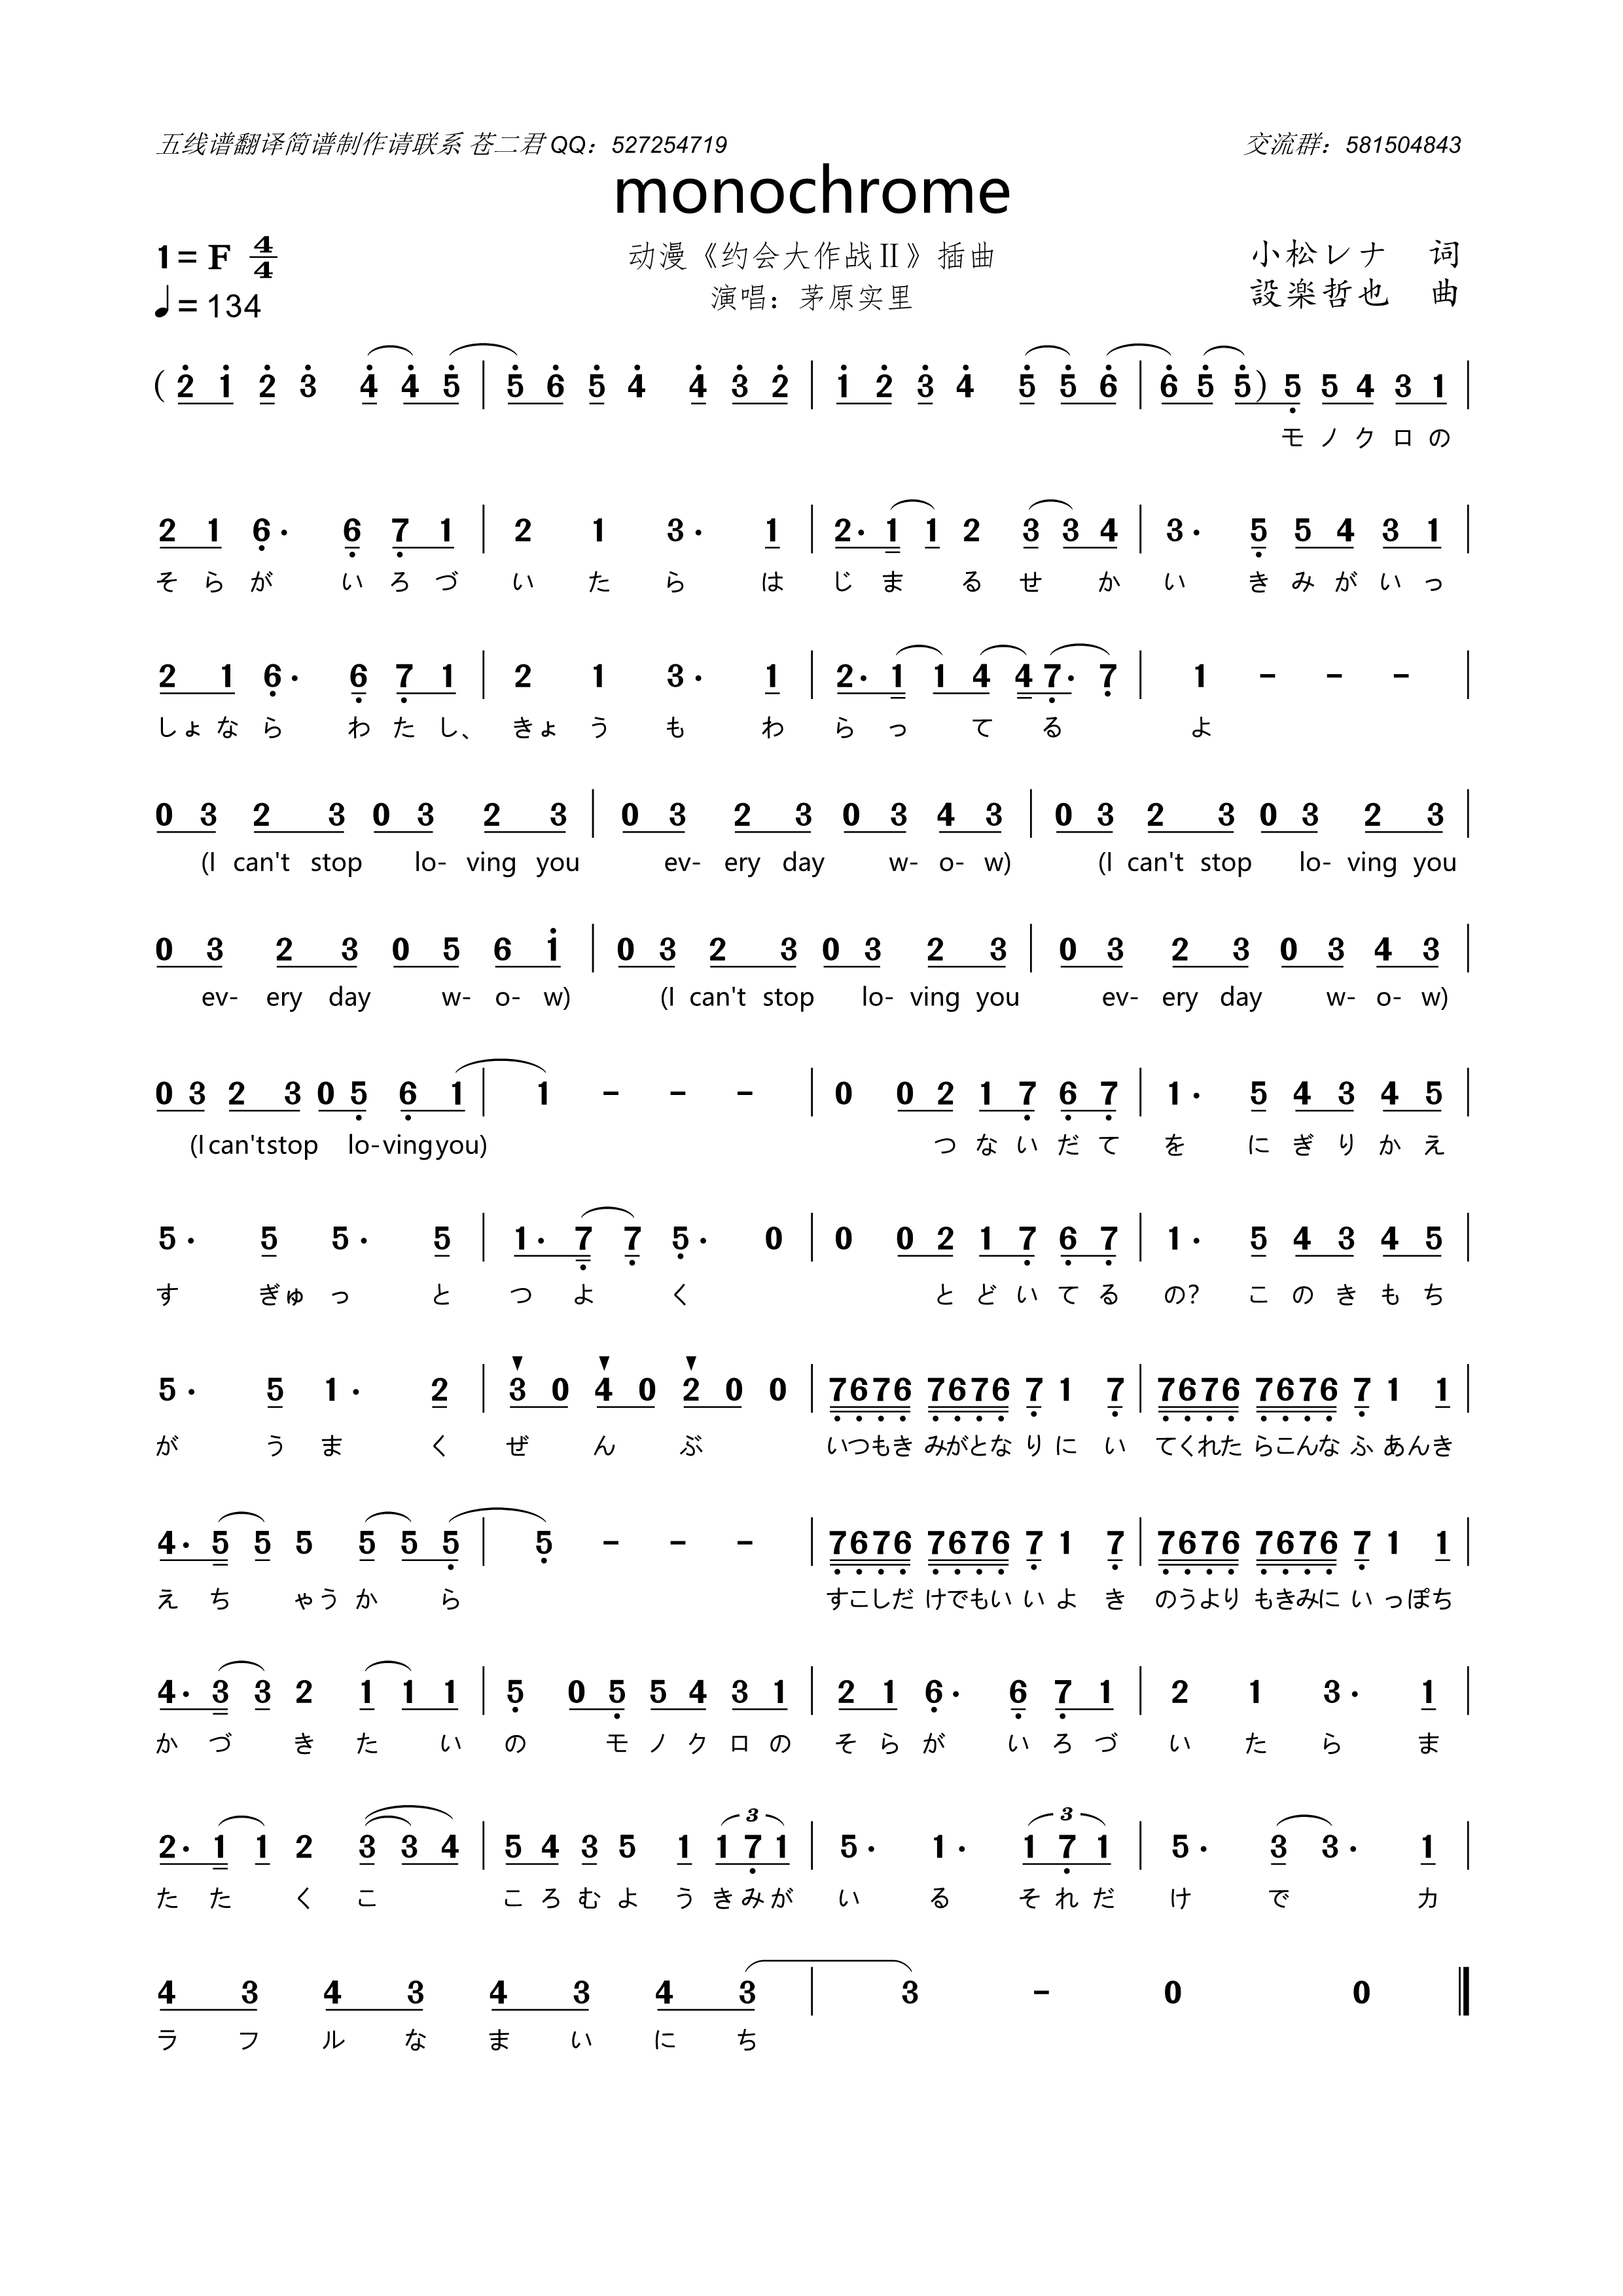 五线谱翻译简谱制作请联系 苍二君 QQ：527254719 交流群：581504843
monochrome
1= F 4/4 动漫《约会大作战 II》插曲 小松レナ 词
♩= 134 演唱：茅原实里 設楽哲也 曲
( 2 1 2 3 4 4 5 | 5 6 5 4 4 3 2 | 1 2 3 4 5 5 6 | 6 5 5 ) 5 5 4 3 1 |
モ ノ ク ロ の
2 1 6· 6 7 1 | 2 1 3· 1 | 2· 1 1 2 3 3 4 | 3· 5 5 4 3 1 |
そ ら が い ろ づ い た ら は じ ま る せ か い き み が い っ
2 1 6· 6 7 1 | 2 1 3· 1 | 2· 1 1 4 4 7· 7 | 1 - - - |
しょ な ら わ た し、 きょ う も わ ら っ て る よ
0 3 2 3 0 3 2 3 | 0 3 2 3 0 3 4 3 | 0 3 2 3 0 3 2 3 |
(I can't stop lo- ving you ev- ery day w- o- w) (I can't stop lo- ving you
0 3 2 3 0 5 6 1 | 0 3 2 3 0 3 2 3 | 0 3 2 3 0 3 4 3 |
ev- ery day w- o- w) (I can't stop lo- ving you ev- ery day w- o- w)
0 3 2 3 0 5 6 1 | 1 - - - | 0 0 2 1 7 6 7 | 1· 5 4 3 4 5 |
(I can't stop lo- ving you) つ な い だ て を に ぎ り か え
5· 5 5· 5 | 1· 7 7 5· 0 | 0 0 2 1 7 6 7 | 1· 5 4 3 4 5 |
す ぎゅ っ と つ よ く と ど い て る の? こ の き も ち
5· 5 1· 2 | 3 0 4 0 2 0 0 | 7676 7676 7 1 7 | 7676 7676 7 1 1 |
が う ま く ぜ ん ぶ いつもき みがとな り に い てくれた らこんな ふ あん き
4· 5 5 5 5 5 5 | 5 - - - | 7676 7676 7 1 7 | 7676 7676 7 1 1 |
え ち ゃう か ら すこしだ けでもい い よ き のうより もきみに い っぽ ち
4· 3 3 2 1 1 1 | 5 0 5 5 4 3 1 | 2 1 6· 6 7 1 | 2 1 3· 1 |
か づ き た い の モ ノ ク ロ の そ ら が い ろ づ い た ら ま
2· 1 1 2 3 3 4 | 5 4 3 5 1 3 1 7 1 | 5· 1· 3 1 7 1 | 5· 3 3· 1 |
た た く こ こ ろ む よ う き み が い る そ れ だ け で カ
4 3 4 3 4 3 4 3 | 3 - 0 0 ||
ラ フ ル な ま い に ち